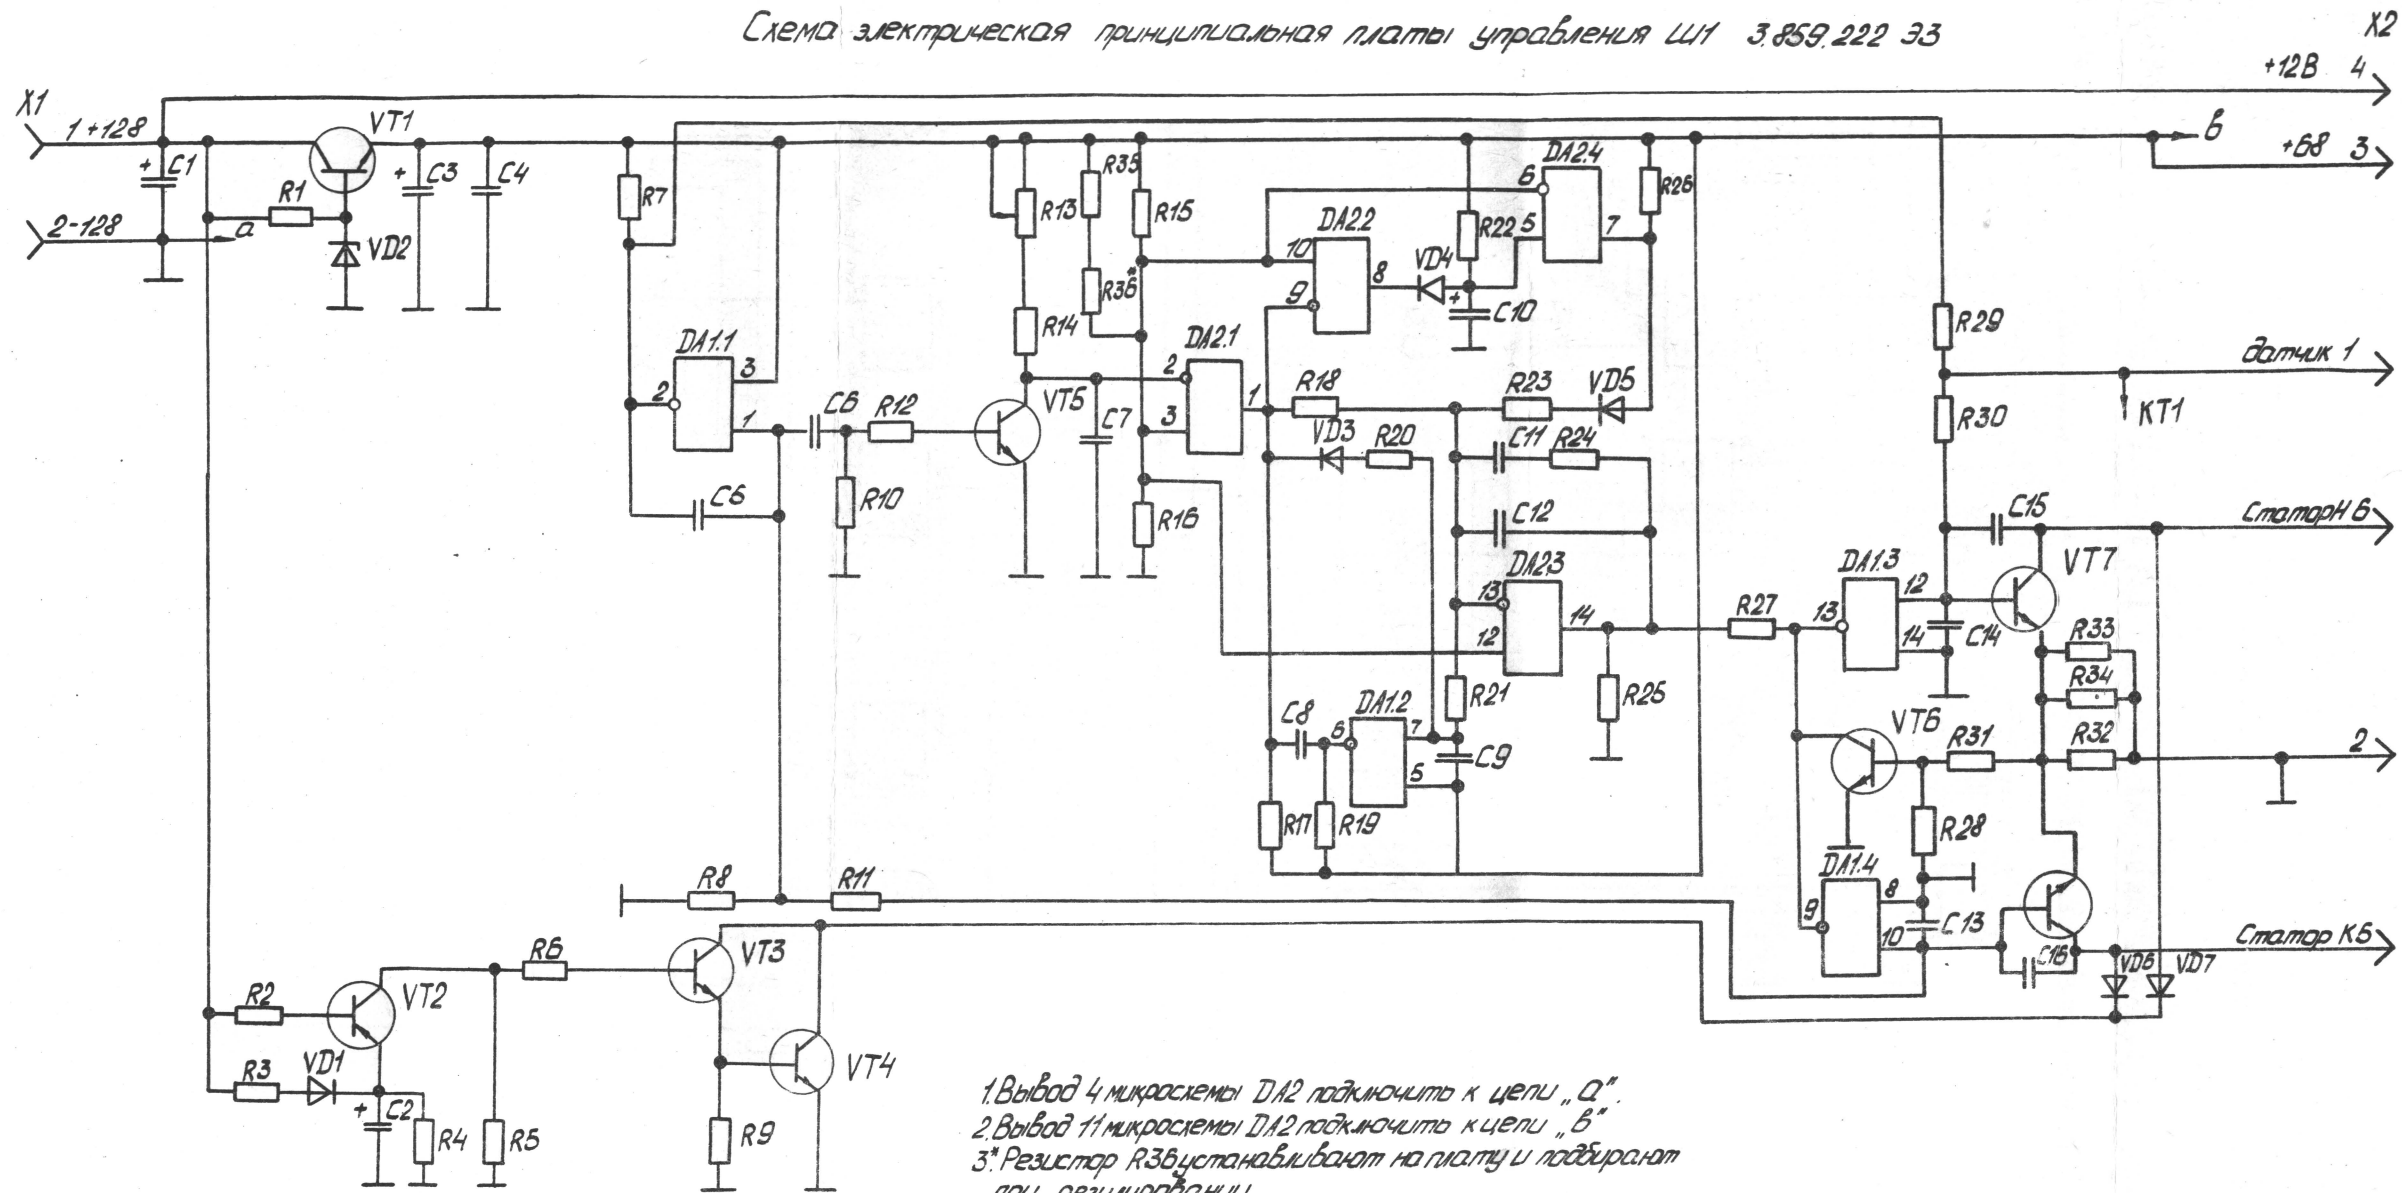 Схема электрическая принципиальная платы управления Ш1 3.859.222 Э3
X2
+12В 4
X1
1 +12В
VT1
в
+ C1
+ C3
C4
R7
R35
DA2.4
+6В 3
6
R26
R1
R13
R15
DA2.2
R22
5
7
2 -12В
а
VD2
10
8
VD4
R36*
9
+
C10
R14
R29
DA1.1
DA2.1
Датчик 1
3
2
R18
R23
VD5
2
C6
R12
VT5
C7
1
R30
КТ1
1
3
VD3
R20
C11
R24
C6
R10
R16
C12
C15
Статор Н 6
DA2.3
DA1.3
VT7
13
12
14
R27
13
12
14
C14
R33
R34
R21
R25
C8
DA1.2
6
7
5
C9
VT6
R31
R32
2
R17
R19
R28
DA1.4
8
9
10
C13
R8
R11
C16
Статор К 5
VD6
VD7
R6
VT3
R2
VT2
R3
VD1
VT4
+ C2
R4
R5
R9
1. Вывод 4 микросхемы DA2 подключить к цепи „а".
2. Вывод 11 микросхемы DA2 подключить к цепи „в"
3*. Резистор R36 устанавливают на плату и подбирают
при регулировании